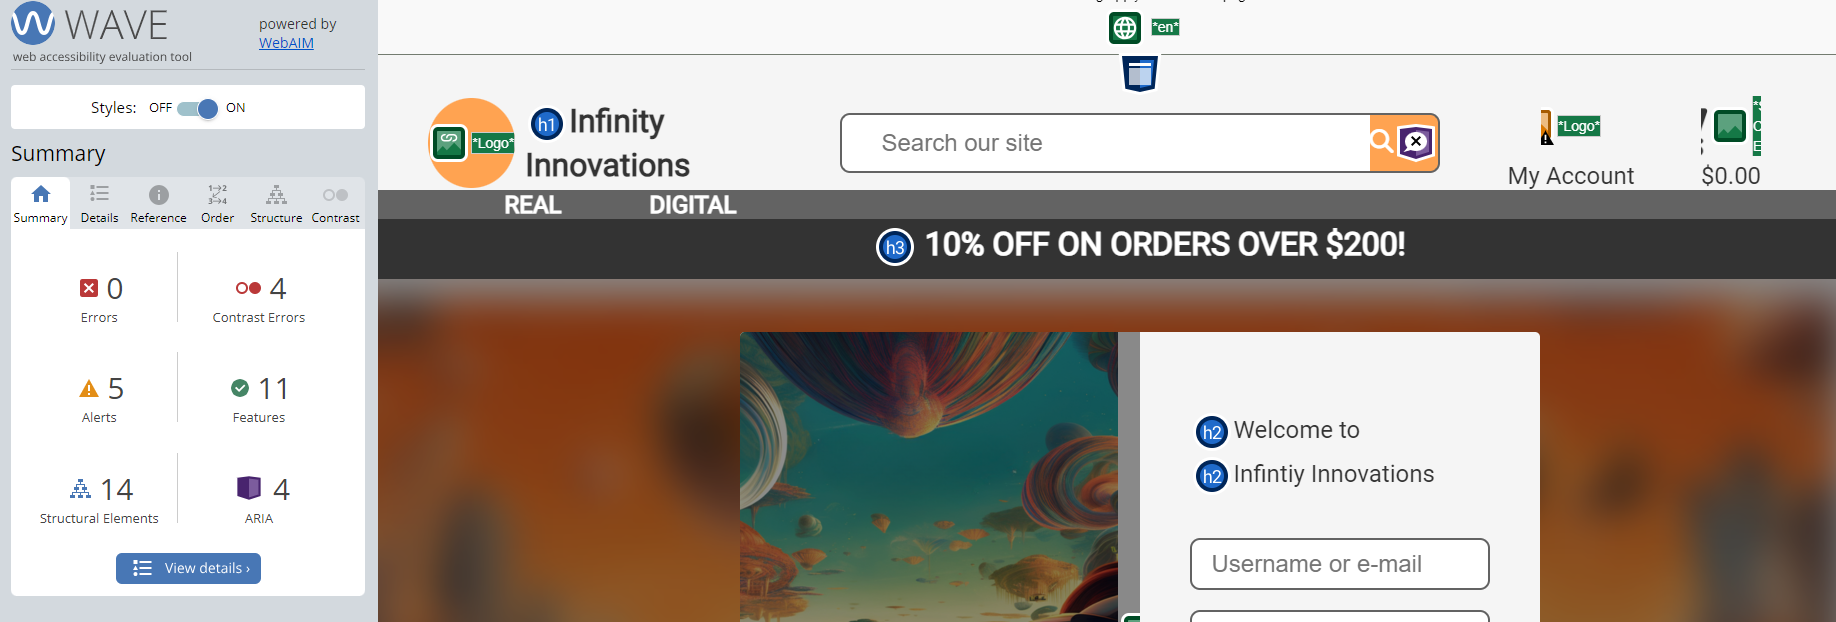 WAVE
powered by
WebAIM
web accessibility evaluation tool
Styles: OFF ON
Summary
Summary Details Reference Order Structure Contrast
0
Errors
4
Contrast Errors
5
Alerts
11
Features
14
Structural Elements
4
ARIA
View details ›
*en*
*Logo*
h1 Infinity
Innovations
Search our site
*Logo*
My Account
$0.00
REAL DIGITAL
h3 10% OFF ON ORDERS OVER $200!
h2 Welcome to
h2 Infintiy Innovations
Username or e-mail